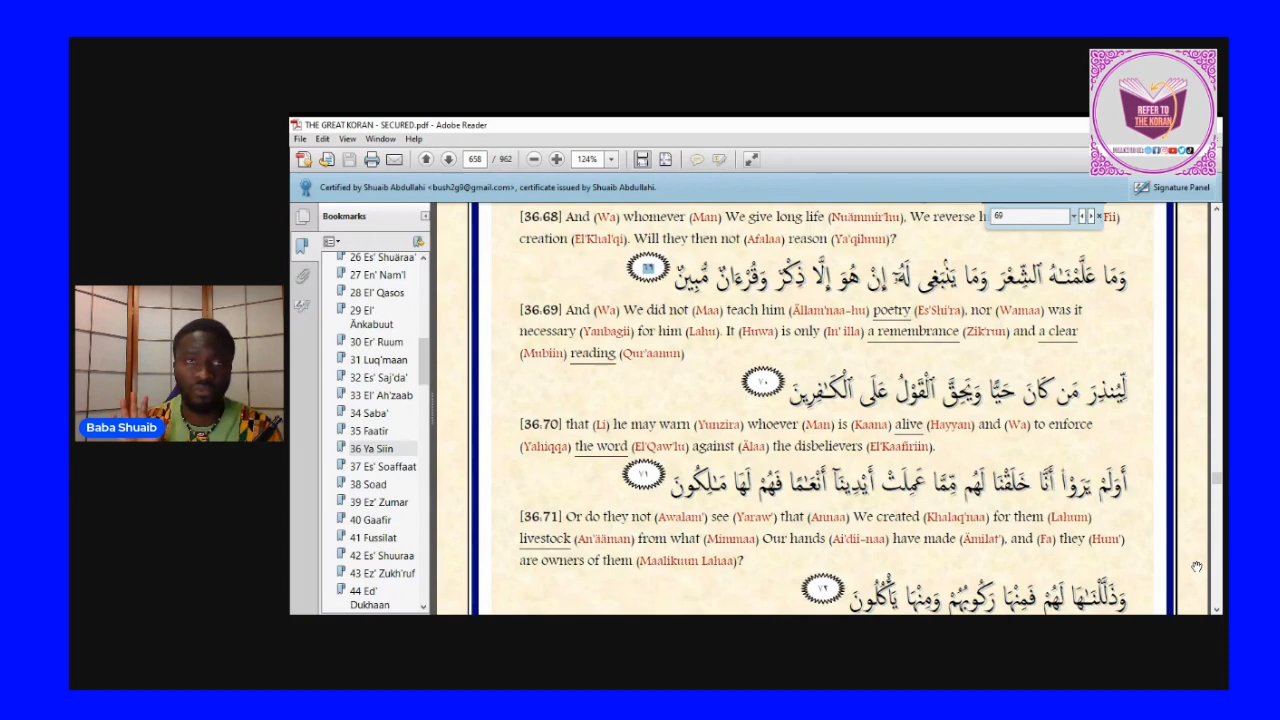 REFER TO
THE KORAN
THE GREAT KORAN - SECURED.pdf - Adobe Reader
File Edit View Window Help
658 / 962 124%
Certified by Shuaib Abdullahi <bush2g9@gmail.com>, certificate issued by Shuaib Abdullahi.
Signature Panel
Bookmarks
26 Es' Shuäraa'
27 En' Nam'l
28 El' Qasos
29 El'
Änkabuut
30 Er' Ruum
31 Luq'maan
32 Es' Saj'da'
33 El' Ah'zaab
34 Saba'
35 Faatir
36 Ya Siin
37 Es' Soaffaat
38 Soad
39 Ez' Zumar
40 Gaafir
41 Fussilat
42 Es' Shuuraa
43 Ez' Zukh'ruf
44 Ed'
Dukhaan
69
[36.68] And (Wa) whomever (Man) We give long life (Nuämmir'hu), We reverse h Fii)
creation (El'Khal'qi). Will they then not (Afalaa) reason (Ya'qiluun)?
وَمَا عَلَّمْنَـٰهُ ٱلشِّعْرَ وَمَا يَنۢبَغِى لَهُۥٓ إِنْ هُوَ إِلَّا ذِكْرٌ وَقُرْءَانٌ مُّبِينٌ ٦٩
[36.69] And (Wa) We did not (Maa) teach him (Ällam'naa-hu) poetry (Es'Shi'ra), nor (Wamaa) was it
necessary (Yanbagii) for him (Lahu). It (Huwa) is only (In' illa) a remembrance (Zik'run) and a clear
(Mubiin) reading (Qur'aanun)
لِّيُنذِرَ مَن كَانَ حَيًّا وَيَحِقَّ ٱلْقَوْلُ عَلَى ٱلْكَـٰفِرِينَ ٧٠
[36.70] that (Li) he may warn (Yunzira) whoever (Man) is (Kaana) alive (Hayyan) and (Wa) to enforce
(Yahiqqa) the word (El'Qaw'lu) against (Älaa) the disbelievers (El'Kaafiriin).
أَوَلَمْ يَرَوْا۟ أَنَّا خَلَقْنَا لَهُم مِّمَّا عَمِلَتْ أَيْدِينَآ أَنْعَـٰمًا فَهُمْ لَهَا مَـٰلِكُونَ ٧١
[36.71] Or do they not (Awalam') see (Yaraw') that (Annaa) We created (Khalaq'naa) for them (Lahum)
livestock (An'ääman) from what (Mimmaa) Our hands (Ai'dii-naa) have made (Ämilat'), and (Fa) they (Hum')
are owners of them (Maalikuun Lahaa)?
وَذَلَّلْنَـٰهَا لَهُمْ فَمِنْهَا رَكُوبُهُمْ وَمِنْهَا يَأْكُلُونَ ٧٢
Baba Shuaib